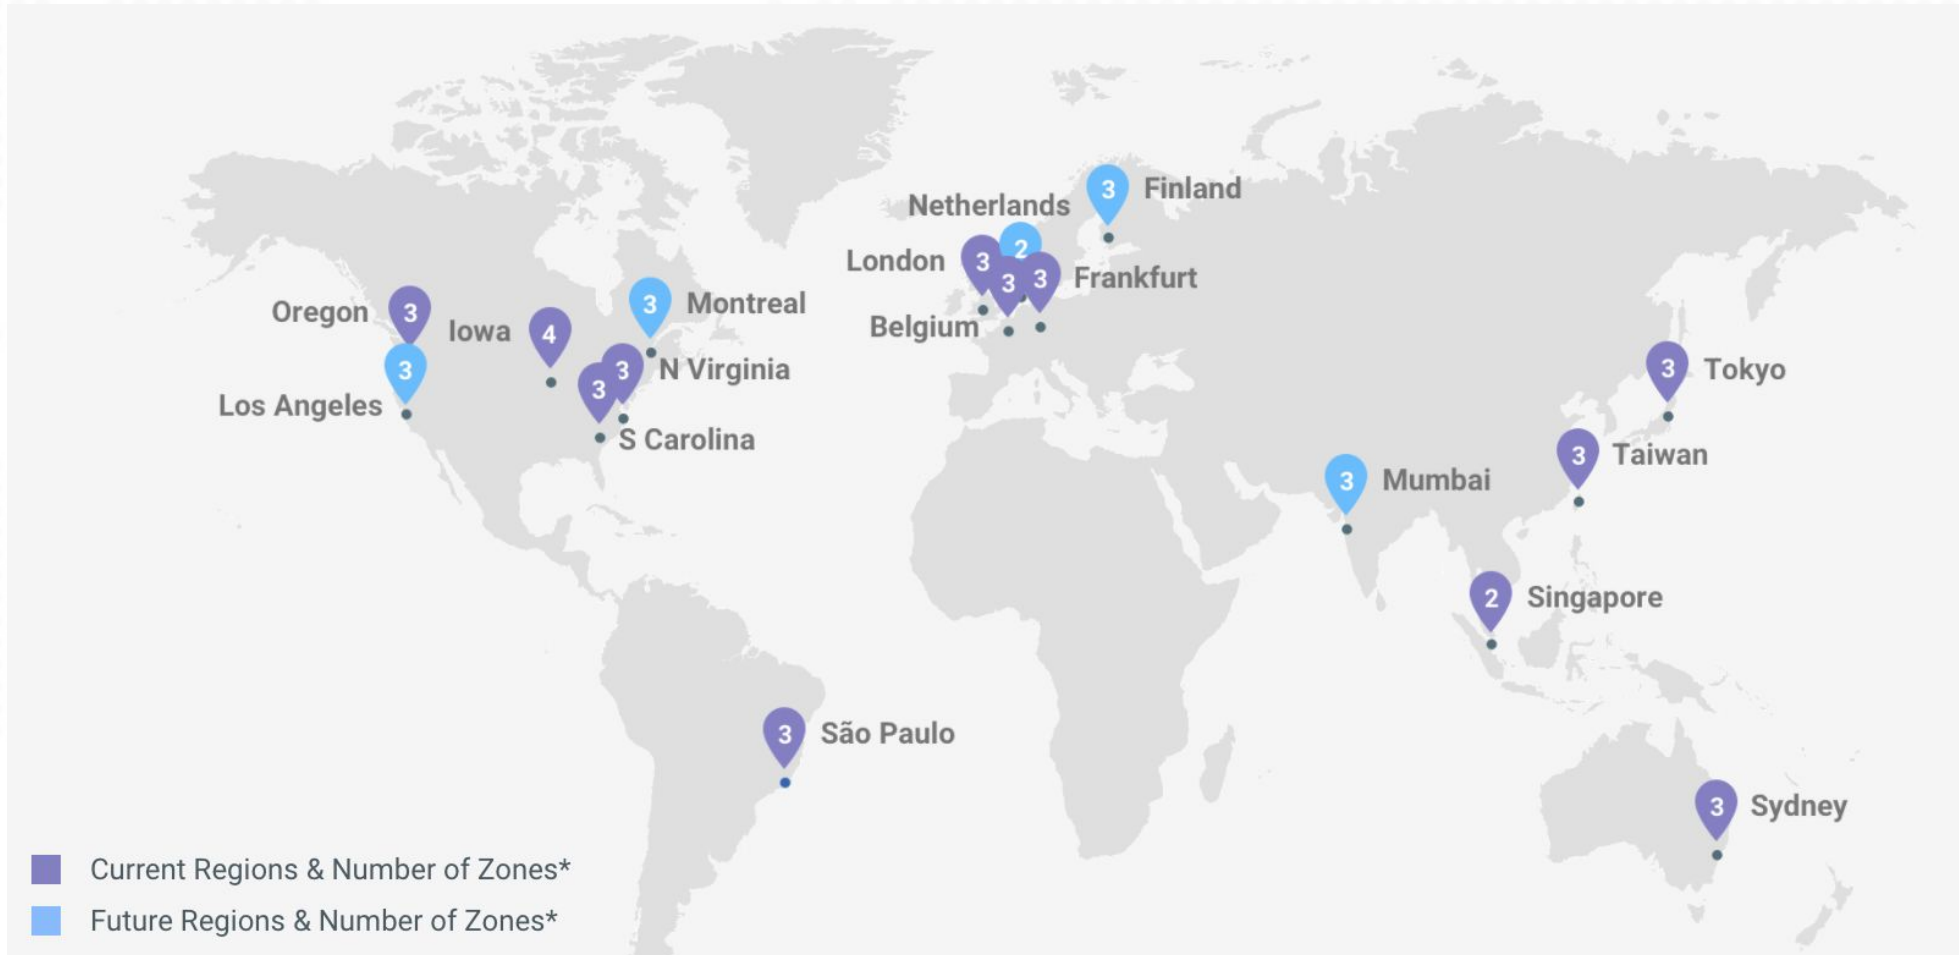 3 Finland
Netherlands
2
London 3
3
3 Frankfurt
Belgium
Oregon 3
Iowa 4
3 Montreal
3 N Virginia
3
Los Angeles
3
S Carolina
3 Tokyo
3 Taiwan
3 Mumbai
2 Singapore
3 São Paulo
3 Sydney
Current Regions & Number of Zones*
Future Regions & Number of Zones*